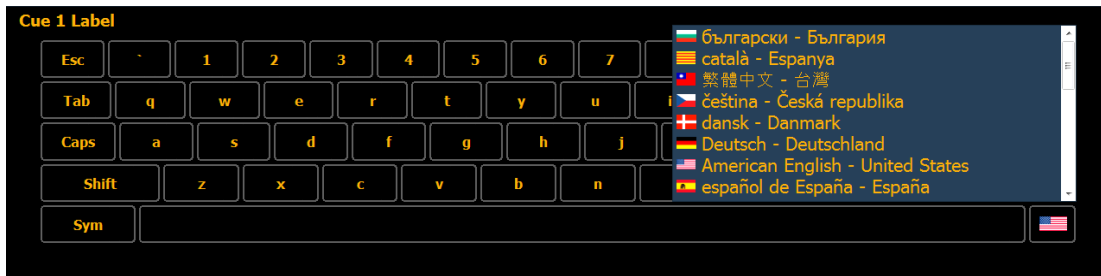 Cue 1 Label
Esc ` 1 2 3 4 5 6 7
Tab q w e r t y u i
Caps a s d f g h j
Shift z x c v b n
Sym
български - България
català - Espanya
繁體中文 - 台灣
čeština - Česká republika
dansk - Danmark
Deutsch - Deutschland
American English - United States
español de España - España